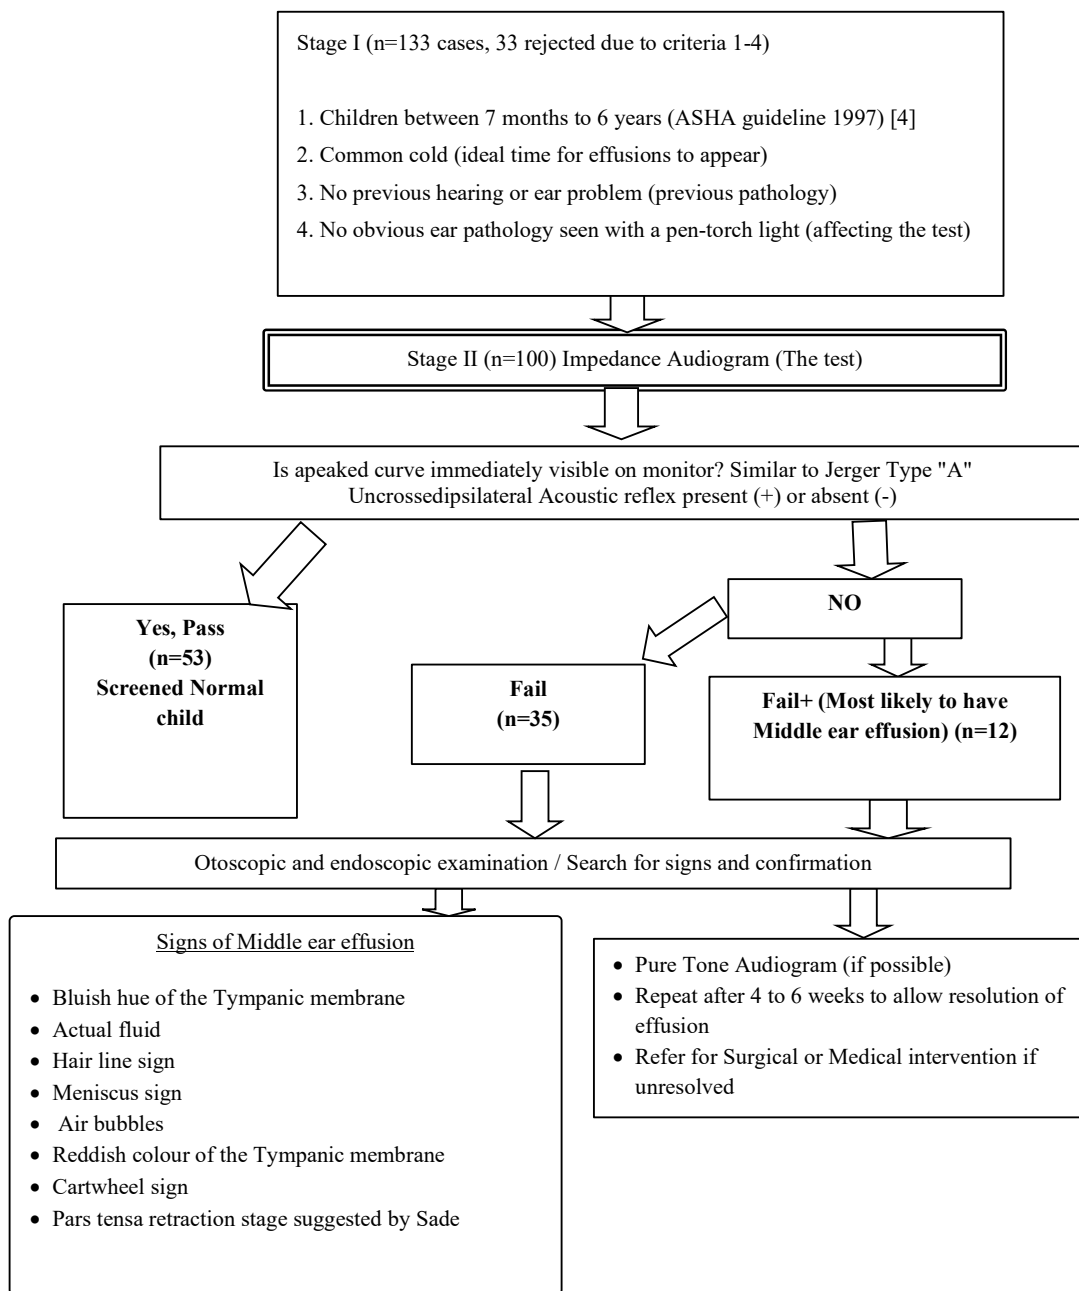 Stage I (n=133 cases, 33 rejected due to criteria 1-4)
1. Children between 7 months to 6 years (ASHA guideline 1997) [4]
2. Common cold (ideal time for effusions to appear)
3. No previous hearing or ear problem (previous pathology)
4. No obvious ear pathology seen with a pen-torch light (affecting the test)
Stage II (n=100) Impedance Audiogram (The test)
Is apeaked curve immediately visible on monitor? Similar to Jerger Type "A"
Uncrossedipsilateral Acoustic reflex present (+) or absent (-)
Yes, Pass
(n=53)
Screened Normal
child
NO
Fail
(n=35)
Fail+ (Most likely to have
Middle ear effusion) (n=12)
Otoscopic and endoscopic examination / Search for signs and confirmation
Signs of Middle ear effusion
• Bluish hue of the Tympanic membrane
• Actual fluid
• Hair line sign
• Meniscus sign
• Air bubbles
• Reddish colour of the Tympanic membrane
• Cartwheel sign
• Pars tensa retraction stage suggested by Sade
• Pure Tone Audiogram (if possible)
• Repeat after 4 to 6 weeks to allow resolution of
effusion
• Refer for Surgical or Medical intervention if
unresolved